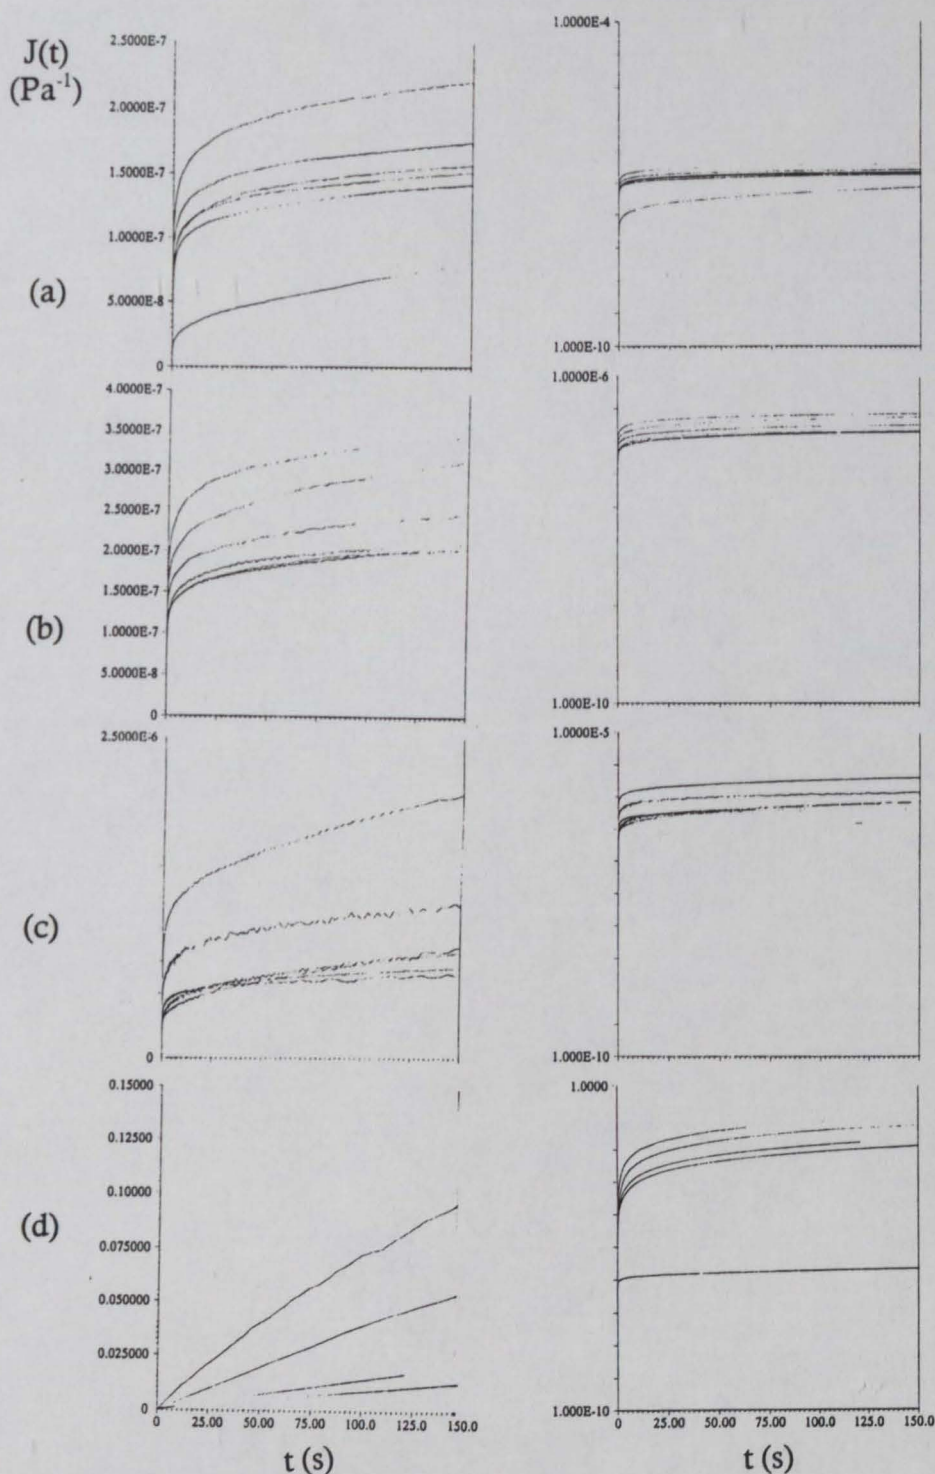 J(t)
(Pa⁻¹)
2.5000E-7
2.0000E-7
1.5000E-7
1.0000E-7
5.0000E-8
0
(a)
1.0000E-4
1.000E-10
4.0000E-7
3.5000E-7
3.0000E-7
2.5000E-7
2.0000E-7
1.5000E-7
1.0000E-7
5.0000E-8
0
(b)
1.0000E-6
1.000E-10
2.5000E-6
0
(c)
1.0000E-5
1.000E-10
0.15000
0.12500
0.10000
0.075000
0.050000
0.025000
0
(d)
0 25.00 50.00 75.00 100.0 125.0 150.0
t (s)
1.0000
1.000E-10
0 25.00 50.00 75.00 100.0 125.0 150.0
t (s)